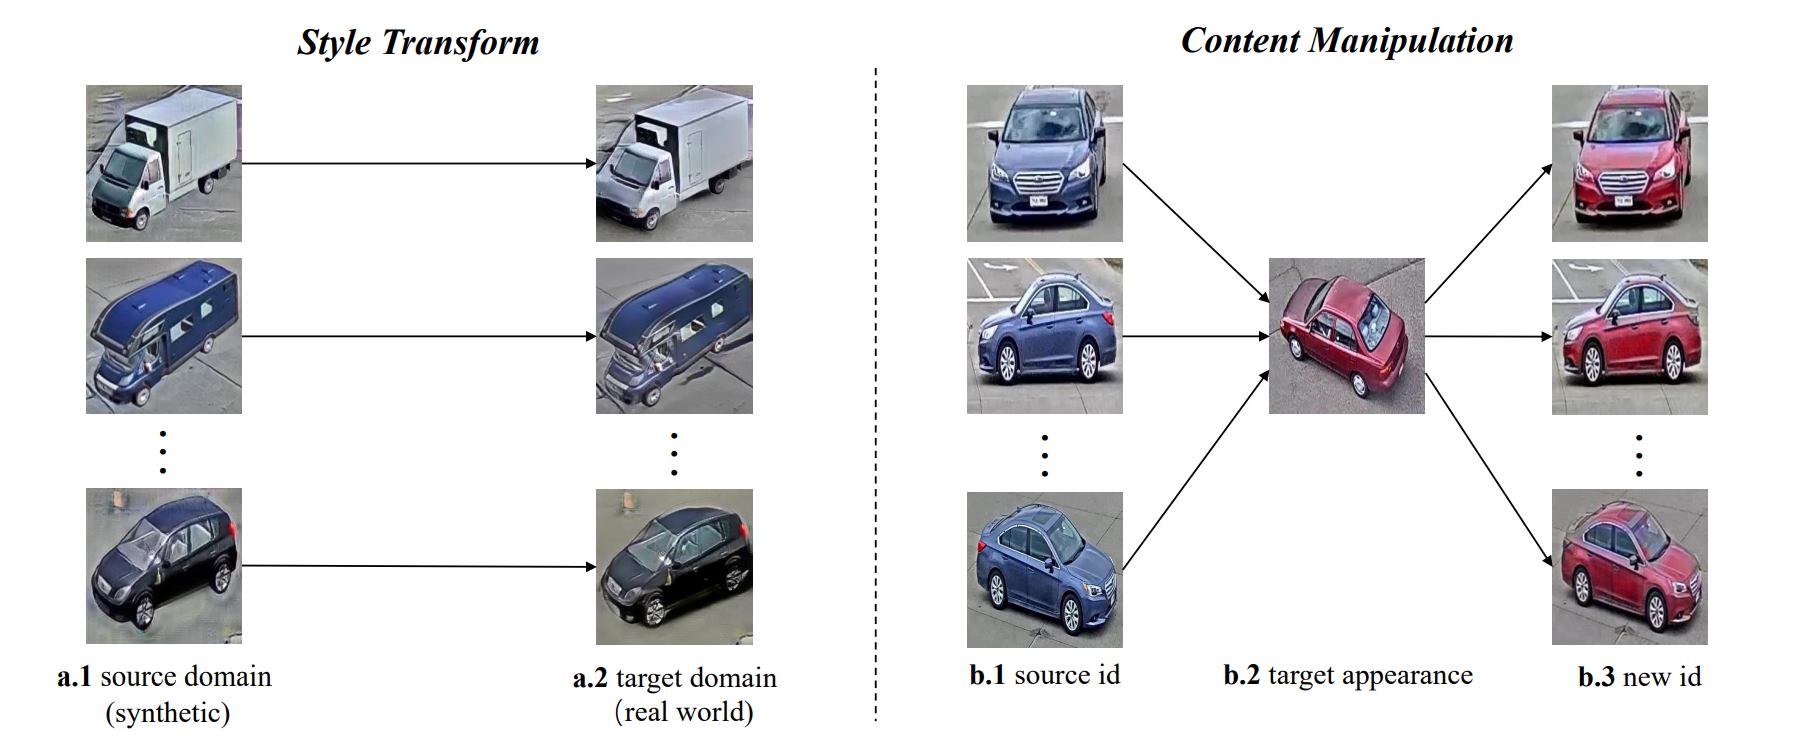 Style Transform
Content Manipulation
a.1 source domain
(synthetic)
a.2 target domain
(real world)
b.1 source id
b.2 target appearance
b.3 new id